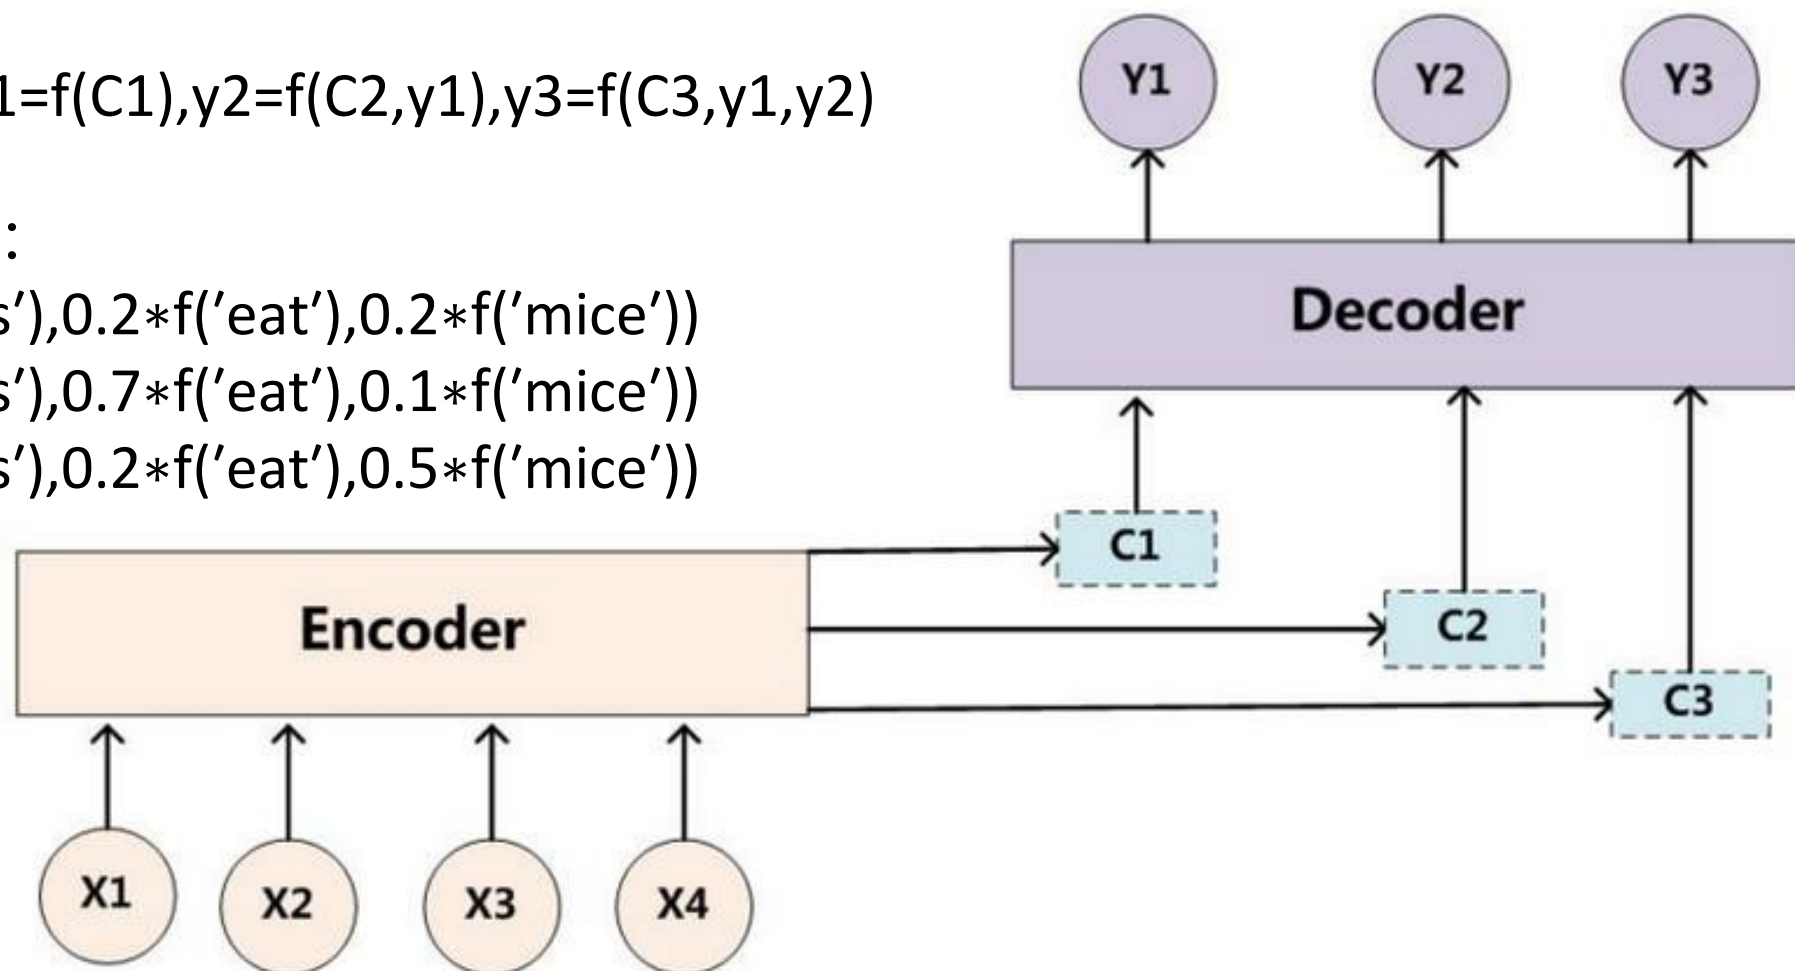 1=f(C1),y2=f(C2,y1),y3=f(C3,y1,y2)
:
s′),0.2∗f(′eat′),0.2∗f(′mice′))
s′),0.7∗f(′eat′),0.1∗f(′mice′))
s′),0.2∗f(′eat′),0.5∗f(′mice′))
Y1 Y2 Y3
Decoder
C1
Encoder
C2
C3
X1 X2 X3 X4